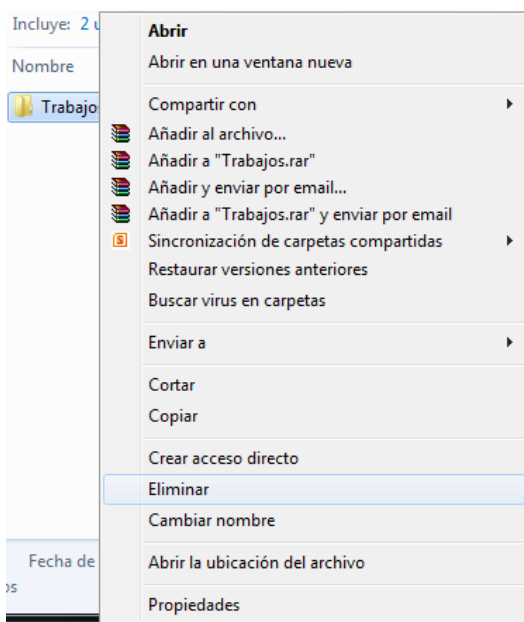 Incluye: 2 u
Nombre
Trabajo
Abrir
Abrir en una ventana nueva
Compartir con
Añadir al archivo...
Añadir a "Trabajos.rar"
Añadir y enviar por email...
Añadir a "Trabajos.rar" y enviar por email
Sincronización de carpetas compartidas
Restaurar versiones anteriores
Buscar virus en carpetas
Enviar a
Cortar
Copiar
Crear acceso directo
Eliminar
Cambiar nombre
Abrir la ubicación del archivo
Propiedades
Fecha de
os